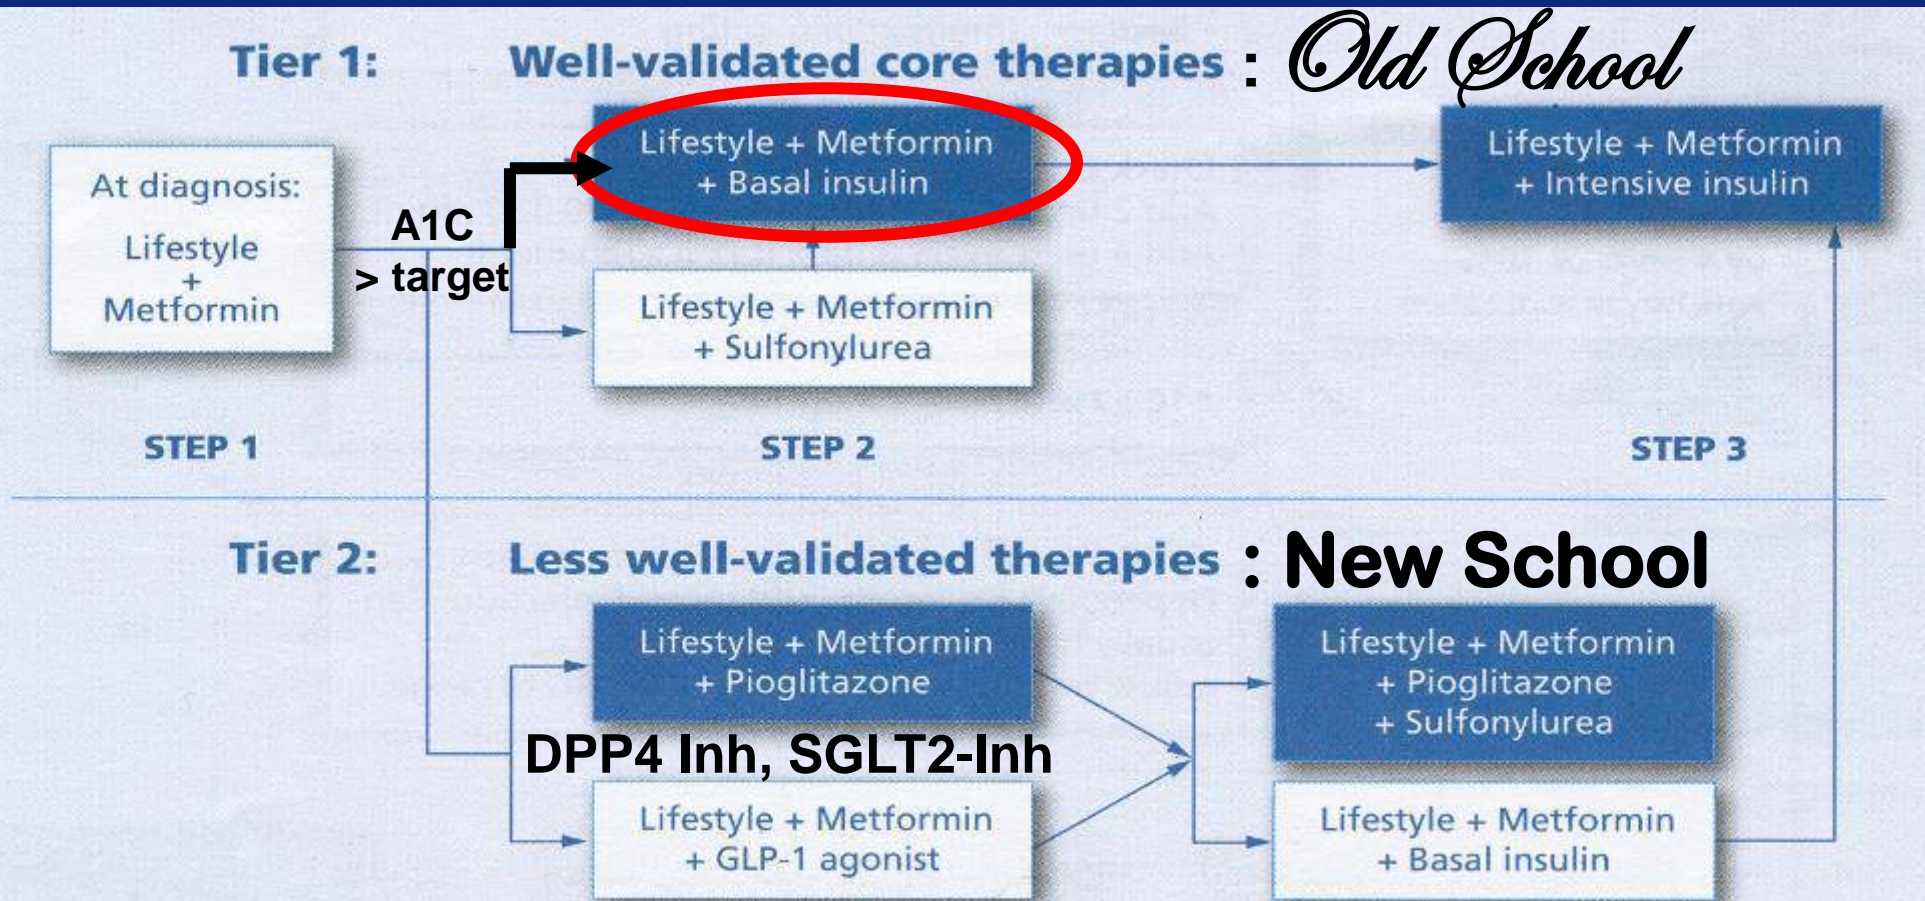 Tier 1: Well-validated core therapies : Old School
At diagnosis:
Lifestyle
+
Metformin
A1C
> target
Lifestyle + Metformin
+ Basal insulin
Lifestyle + Metformin
+ Sulfonylurea
Lifestyle + Metformin
+ Intensive insulin
STEP 1
STEP 2
STEP 3
Tier 2: Less well-validated therapies : New School
Lifestyle + Metformin
+ Pioglitazone
DPP4 Inh, SGLT2-Inh
Lifestyle + Metformin
+ GLP-1 agonist
Lifestyle + Metformin
+ Pioglitazone
+ Sulfonylurea
Lifestyle + Metformin
+ Basal insulin